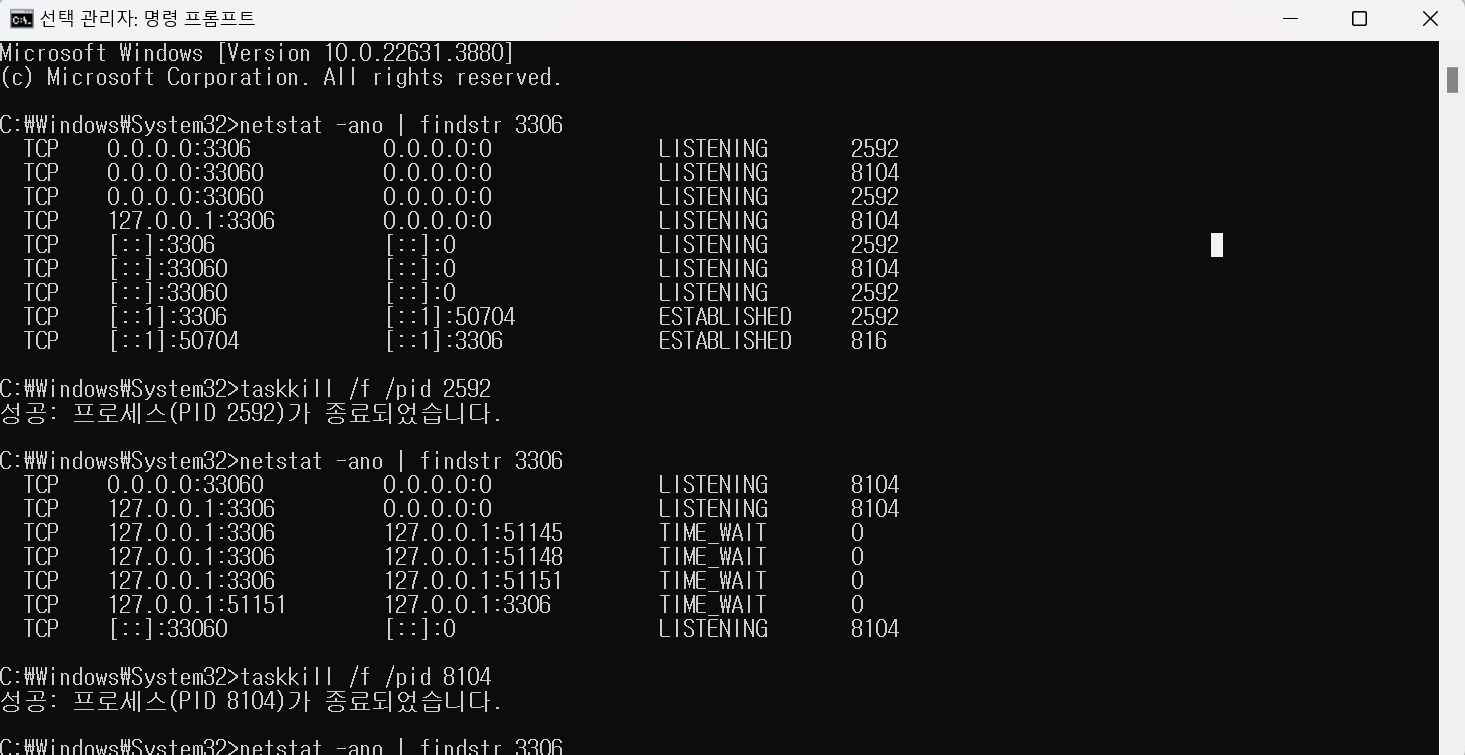 선택 관리자: 명령 프롬프트
Microsoft Windows [Version 10.0.22631.3880]
(c) Microsoft Corporation. All rights reserved.
C:₩Windows₩System32>netstat -ano | findstr 3306
TCP 0.0.0.0:3306 0.0.0.0:0 LISTENING 2592
TCP 0.0.0.0:33060 0.0.0.0:0 LISTENING 8104
TCP 0.0.0.0:33060 0.0.0.0:0 LISTENING 2592
TCP 127.0.0.1:3306 0.0.0.0:0 LISTENING 8104
TCP [::]:3306 [::]:0 LISTENING 2592
TCP [::]:33060 [::]:0 LISTENING 8104
TCP [::]:33060 [::]:0 LISTENING 2592
TCP [::1]:3306 [::1]:50704 ESTABLISHED 2592
TCP [::1]:50704 [::1]:3306 ESTABLISHED 816
C:₩Windows₩System32>taskkill /f /pid 2592
성공: 프로세스(PID 2592)가 종료되었습니다.
C:₩Windows₩System32>netstat -ano | findstr 3306
TCP 0.0.0.0:33060 0.0.0.0:0 LISTENING 8104
TCP 127.0.0.1:3306 0.0.0.0:0 LISTENING 8104
TCP 127.0.0.1:3306 127.0.0.1:51145 TIME_WAIT 0
TCP 127.0.0.1:3306 127.0.0.1:51148 TIME_WAIT 0
TCP 127.0.0.1:3306 127.0.0.1:51151 TIME_WAIT 0
TCP 127.0.0.1:51151 127.0.0.1:3306 TIME_WAIT 0
TCP [::]:33060 [::]:0 LISTENING 8104
C:₩Windows₩System32>taskkill /f /pid 8104
성공: 프로세스(PID 8104)가 종료되었습니다.
C:₩Windows₩System32>netstat -ano | findstr 3306